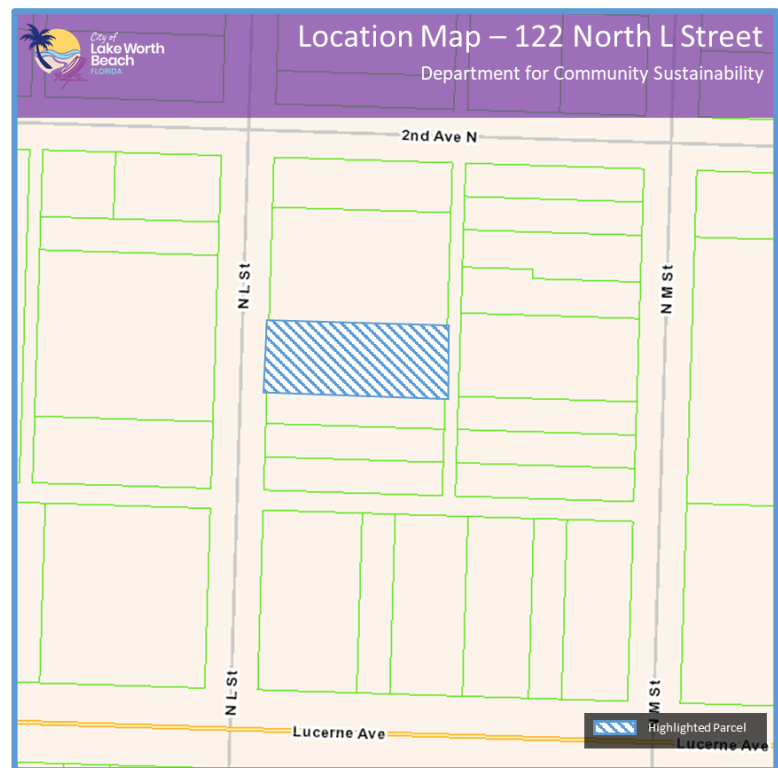 City of
Lake Worth
Beach
FLORIDA
Location Map – 122 North L Street
Department for Community Sustainability
2nd Ave N
N L St
N M St
N L St
N M St
Lucerne Ave
Highlighted Parcel
Lucerne Ave